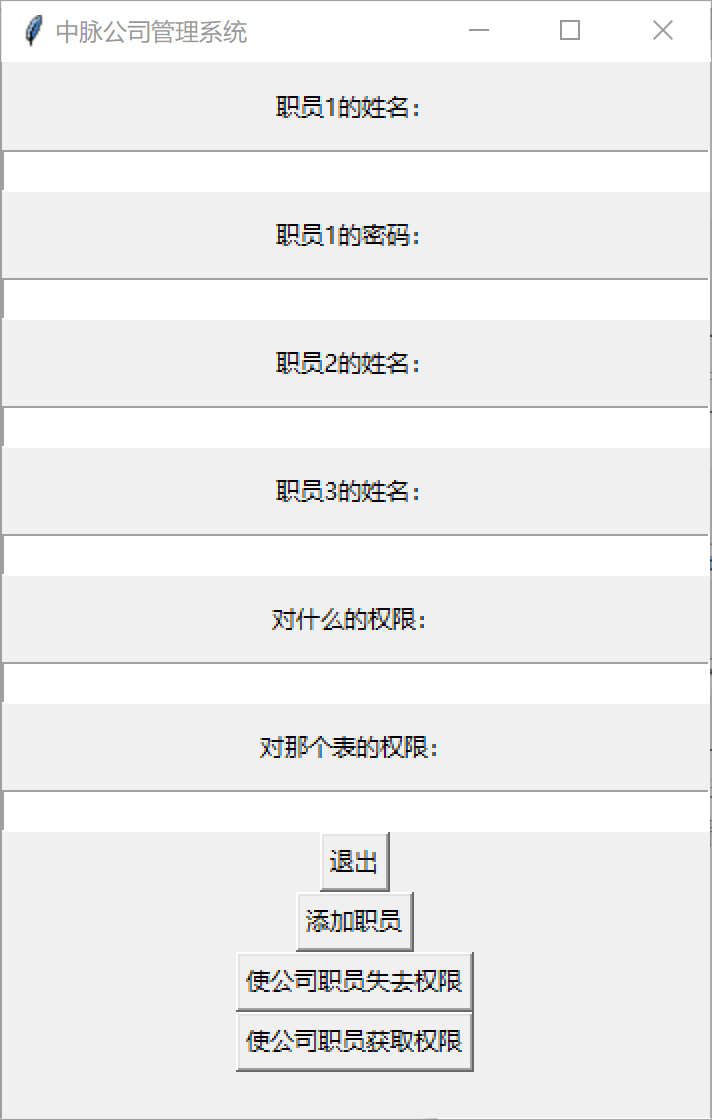 中脉公司管理系统
职员1的姓名：
职员1的密码：
职员2的姓名：
职员3的姓名：
对什么的权限：
对那个表的权限：
退出
添加职员
使公司职员失去权限
使公司职员获取权限